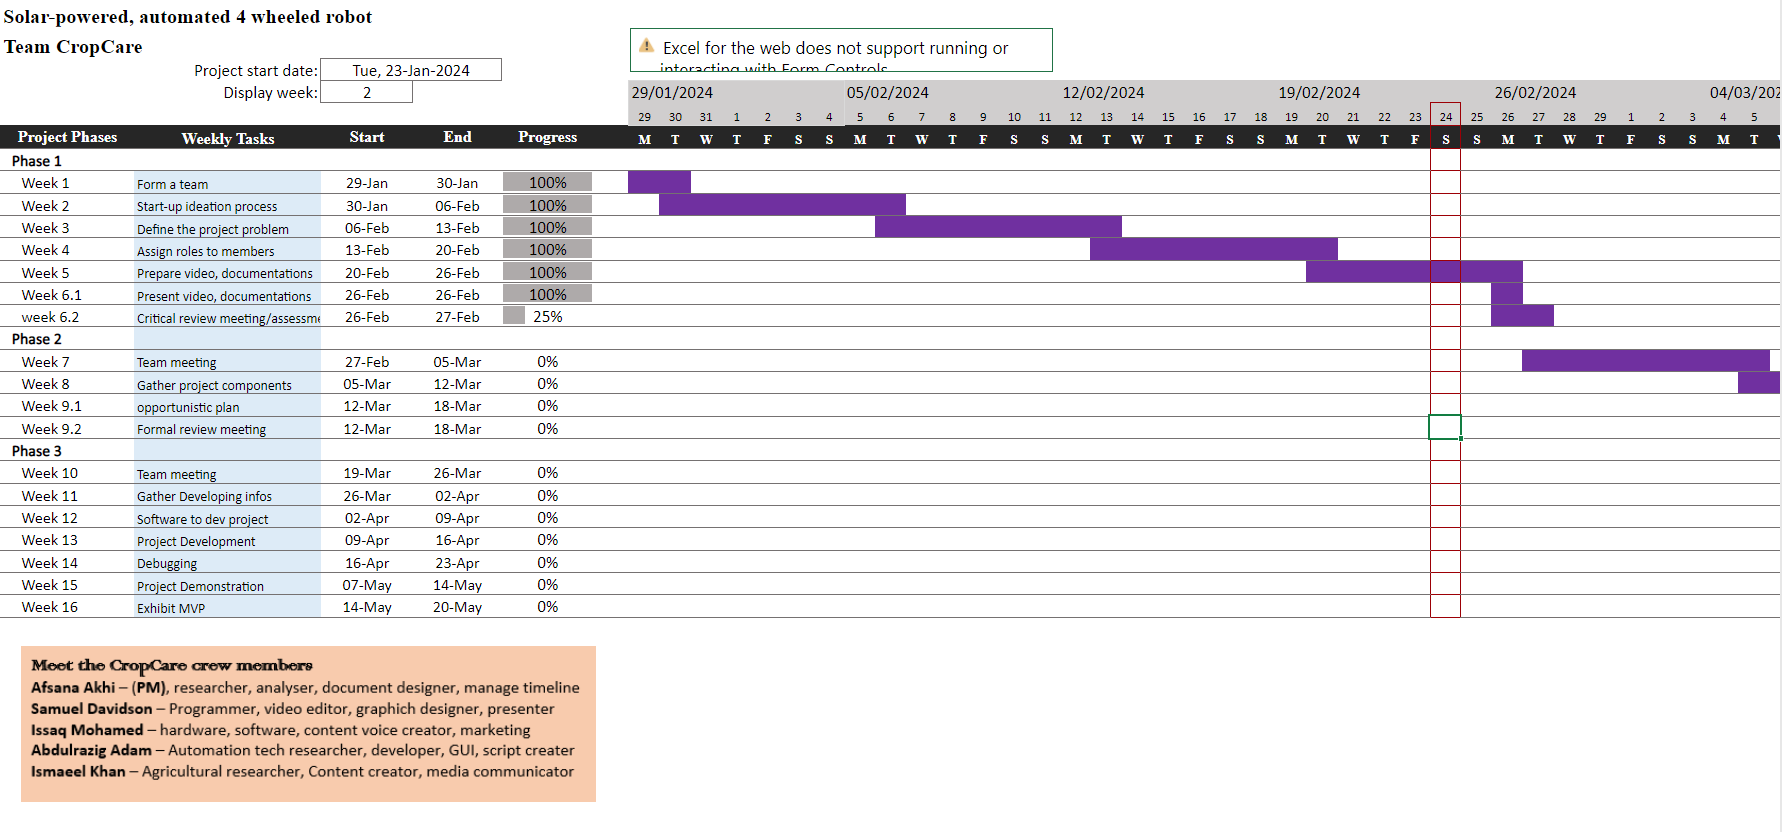 Solar-powered, automated 4 wheeled robot
Team CropCare
Excel for the web does not support running or
interacting with Form Controls
Project start date: Tue, 23-Jan-2024
Display week: 2
29/01/2024 05/02/2024 12/02/2024 19/02/2024 26/02/2024 04/03/202
29 30 31 1 2 3 4 5 6 7 8 9 10 11 12 13 14 15 16 17 18 19 20 21 22 23 24 25 26 27 28 29 1 2 3 4 5
Project Phases Weekly Tasks Start End Progress M T W T F S S M T W T F S S M T W T F S S M T W T F S S M T W T F S S M T
Phase 1
Week 1 Form a team 29-Jan 30-Jan 100%
Week 2 Start-up ideation process 30-Jan 06-Feb 100%
Week 3 Define the project problem 06-Feb 13-Feb 100%
Week 4 Assign roles to members 13-Feb 20-Feb 100%
Week 5 Prepare video, documentations 20-Feb 26-Feb 100%
Week 6.1 Present video, documentations 26-Feb 26-Feb 100%
week 6.2 Critical review meeting/assessme 26-Feb 27-Feb 25%
Phase 2
Week 7 Team meeting 27-Feb 05-Mar 0%
Week 8 Gather project components 05-Mar 12-Mar 0%
Week 9.1 opportunistic plan 12-Mar 18-Mar 0%
Week 9.2 Formal review meeting 12-Mar 18-Mar 0%
Phase 3
Week 10 Team meeting 19-Mar 26-Mar 0%
Week 11 Gather Developing infos 26-Mar 02-Apr 0%
Week 12 Software to dev project 02-Apr 09-Apr 0%
Week 13 Project Development 09-Apr 16-Apr 0%
Week 14 Debugging 16-Apr 23-Apr 0%
Week 15 Project Demonstration 07-May 14-May 0%
Week 16 Exhibit MVP 14-May 20-May 0%
Meet the CropCare crew members
Afsana Akhi – (PM), researcher, analyser, document designer, manage timeline
Samuel Davidson – Programmer, video editor, graphich designer, presenter
Issaq Mohamed – hardware, software, content voice creator, marketing
Abdulrazig Adam – Automation tech researcher, developer, GUI, script creater
Ismaeel Khan – Agricultural researcher, Content creator, media communicator